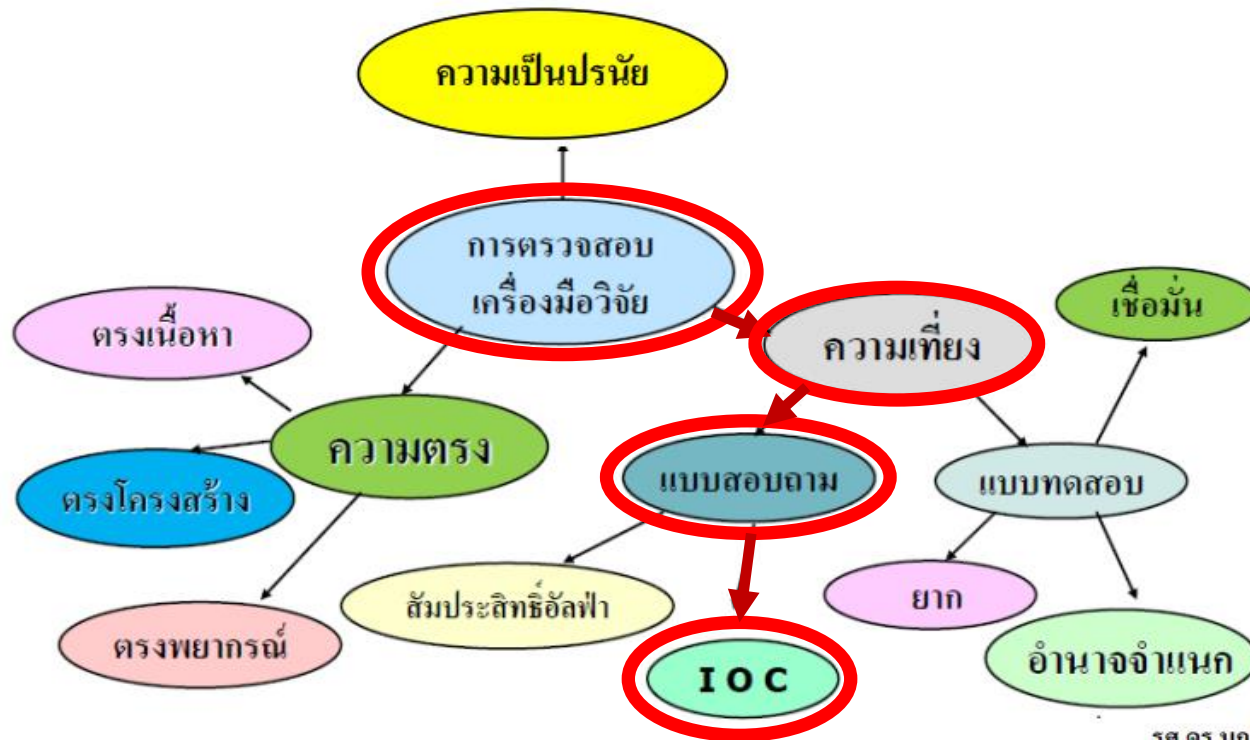 ความเป็นปรนัย
การตรวจสอบ
เครื่องมือวิจัย
ตรงเนื้อหา
เชื่อมั่น
ความเที่ยง
ความตรง
ตรงโครงสร้าง
แบบสอบถาม
แบบทดสอบ
สัมประสิทธิ์อัลฟ่า
ยาก
ตรงพยากรณ์
I O C
อำนาจจำแนก
รศ.ดร.